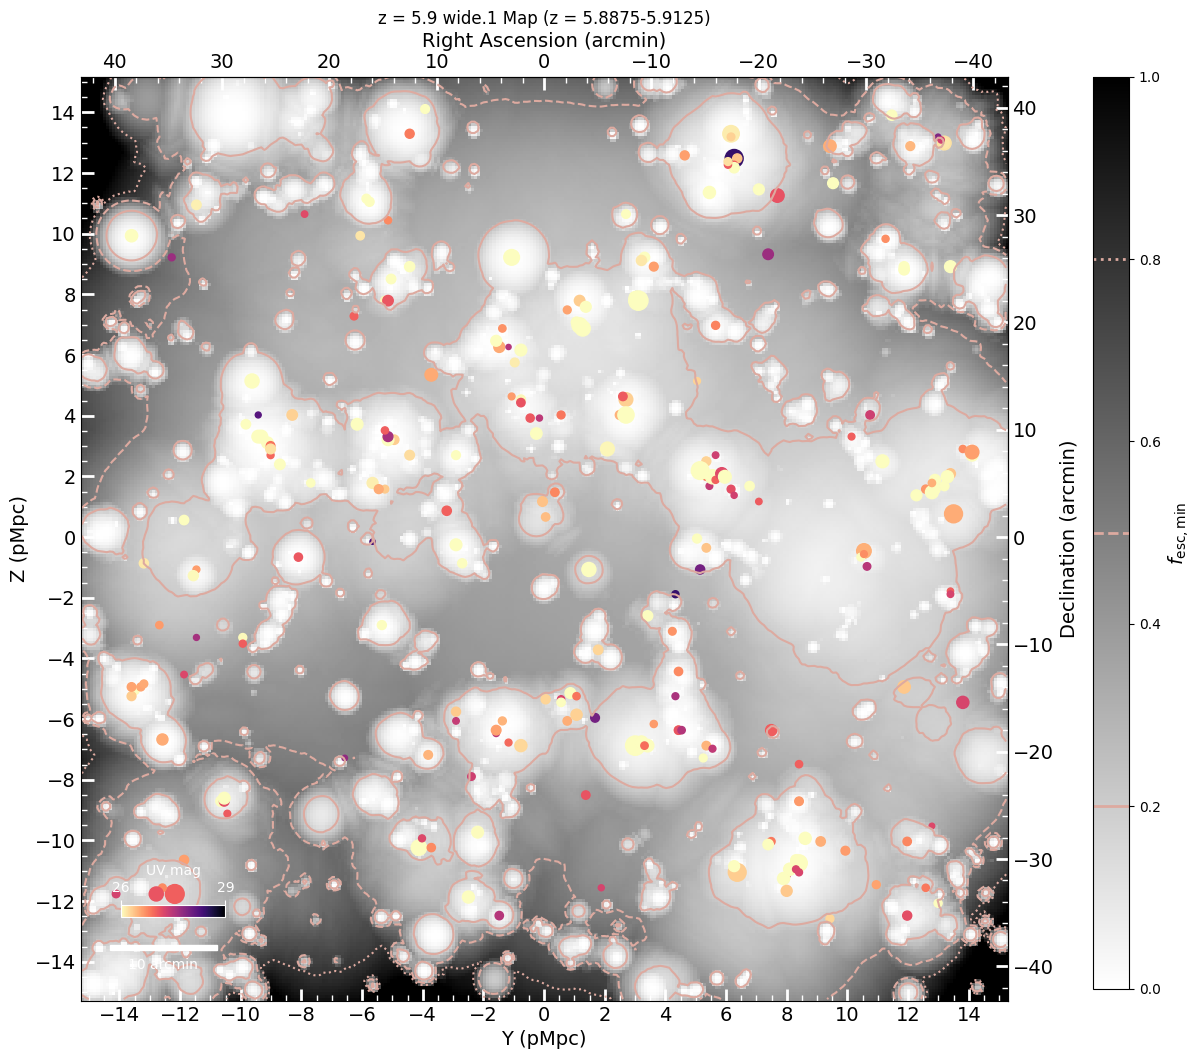 z = 5.9 wide.1 Map (z = 5.8875-5.9125)
Right Ascension (arcmin)
40 30 20 10 0 −10 −20 −30 −40
14 12 10 8 6 4 2 0 −2 −4 −6 −8 −10 −12 −14
Z (pMpc)
40 30 20 10 0 −10 −20 −30 −40
Declination (arcmin)
1.0 0.8 0.6 0.4 0.2 0.0
f_esc,min
UV mag
26 29
10 arcmin
−14 −12 −10 −8 −6 −4 −2 0 2 4 6 8 10 12 14
Y (pMpc)